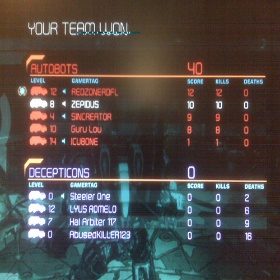 YOUR TEAM WON.
AUTOBOTS 40
LEVEL GAMERTAG SCORE KILLS DEATHS
12 REDZONERDFL 12 12 0
8 ZEPIDUS 10 10 0
4 SINCREATOR 9 9 0
10 Guru Lou 8 8 0
14 ICUBONE 1 1 0
DECEPTICONS 0
LEVEL GAMERTAG SCORE KILLS DEATHS
0 Steeler One 0 0 2
12 LYUS ROMELO 0 0 6
7 Hal Arbiter 117 0 0 9
0 AbusedKILLER123 0 0 16